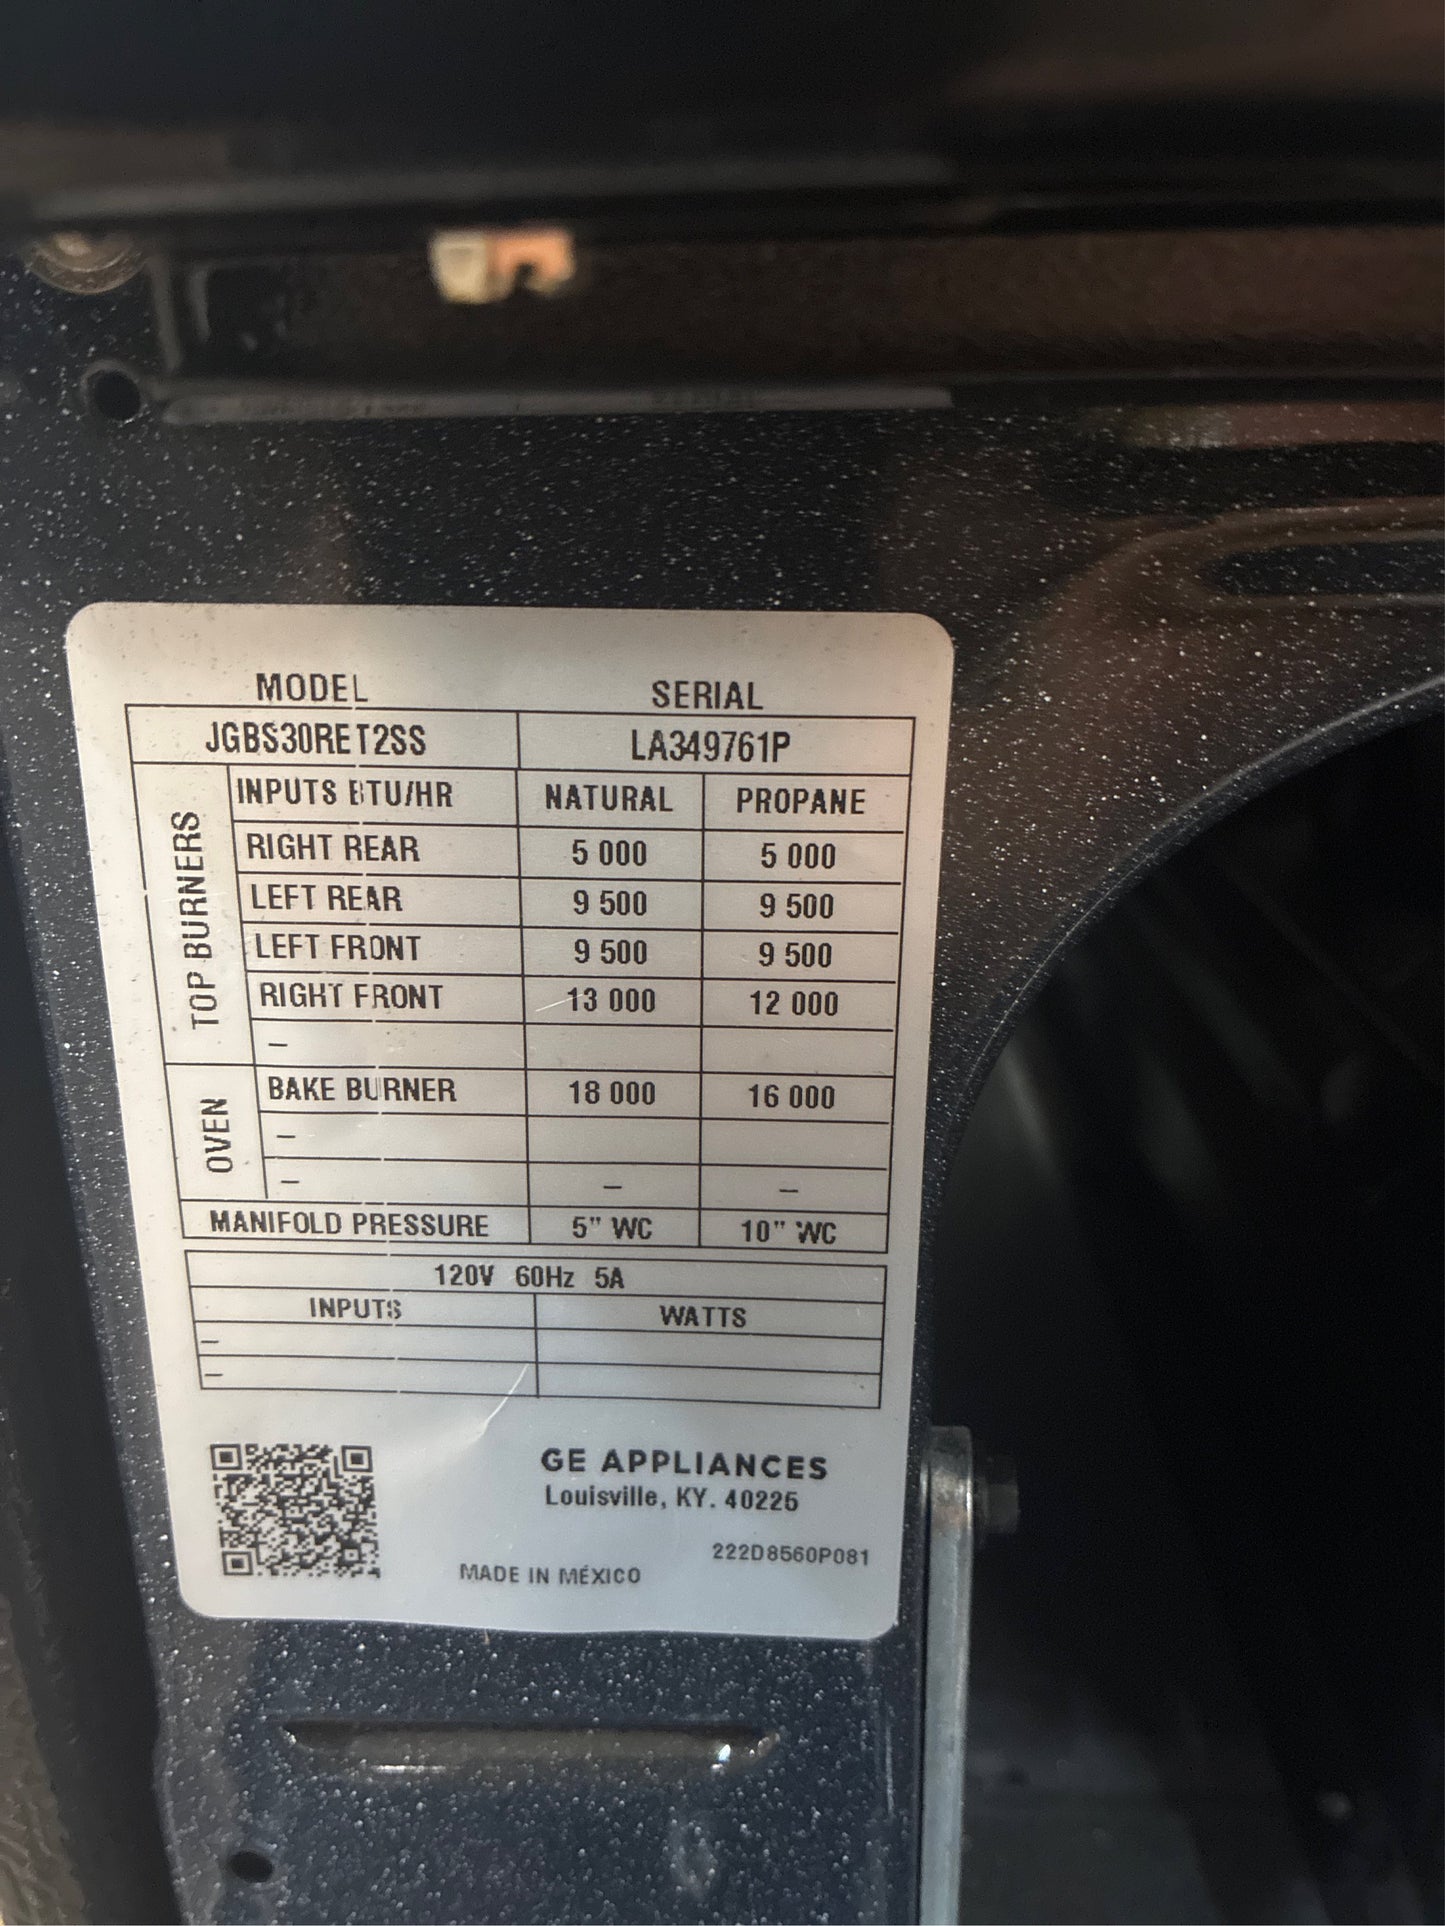 MODEL SERIAL
JGBS30RET2SS LA349761P
TOP BURNERS
INPUTS BTU/HR NATURAL PROPANE
RIGHT REAR 5 000 5 000
LEFT REAR 9 500 9 500
LEFT FRONT 9 500 9 500
RIGHT FRONT 13 000 12 000
–
OVEN
BAKE BURNER 18 000 16 000
–
– – –
MANIFOLD PRESSURE 5" WC 10" WC
120V 60Hz 5A
INPUTS WATTS
–
–
GE APPLIANCES
Louisville, KY. 40225
222D8560P081
MADE IN MÉXICO